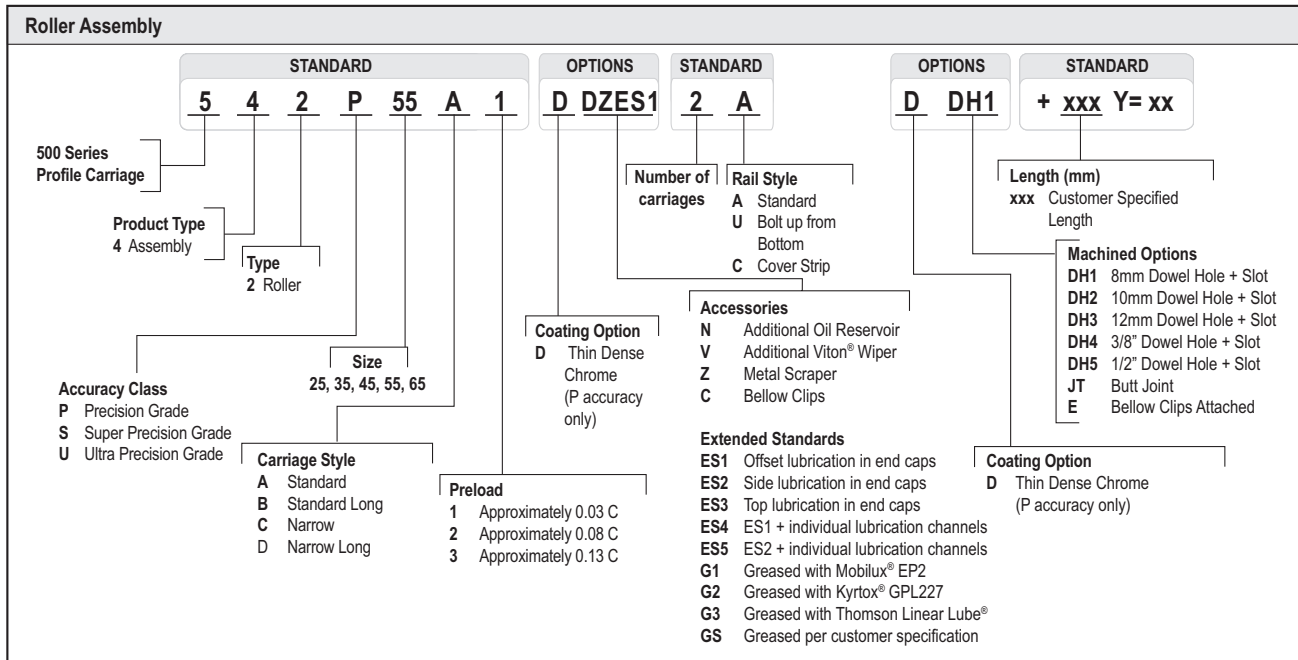 Roller Assembly
STANDARD OPTIONS STANDARD OPTIONS STANDARD
5 4 2 P 55 A 1 D DZES1 2 A D DH1 + xxx Y= xx
500 Series
Profile Carriage
Product Type
4 Assembly
Type
2 Roller
Accuracy Class
P Precision Grade
S Super Precision Grade
U Ultra Precision Grade
Size
25, 35, 45, 55, 65
Carriage Style
A Standard
B Standard Long
C Narrow
D Narrow Long
Preload
1 Approximately 0.03 C
2 Approximately 0.08 C
3 Approximately 0.13 C
Coating Option
D Thin Dense
Chrome
(P accuracy
only)
Number of
carriages
Rail Style
A Standard
U Bolt up from
Bottom
C Cover Strip
Accessories
N Additional Oil Reservoir
V Additional Viton® Wiper
Z Metal Scraper
C Bellow Clips
Extended Standards
ES1 Offset lubrication in end caps
ES2 Side lubrication in end caps
ES3 Top lubrication in end caps
ES4 ES1 + individual lubrication channels
ES5 ES2 + individual lubrication channels
G1 Greased with Mobilux® EP2
G2 Greased with Kyrtox® GPL227
G3 Greased with Thomson Linear Lube®
GS Greased per customer specification
Length (mm)
xxx Customer Specified
Length
Machined Options
DH1 8mm Dowel Hole + Slot
DH2 10mm Dowel Hole + Slot
DH3 12mm Dowel Hole + Slot
DH4 3/8” Dowel Hole + Slot
DH5 1/2” Dowel Hole + Slot
JT Butt Joint
E Bellow Clips Attached
Coating Option
D Thin Dense Chrome
(P accuracy only)